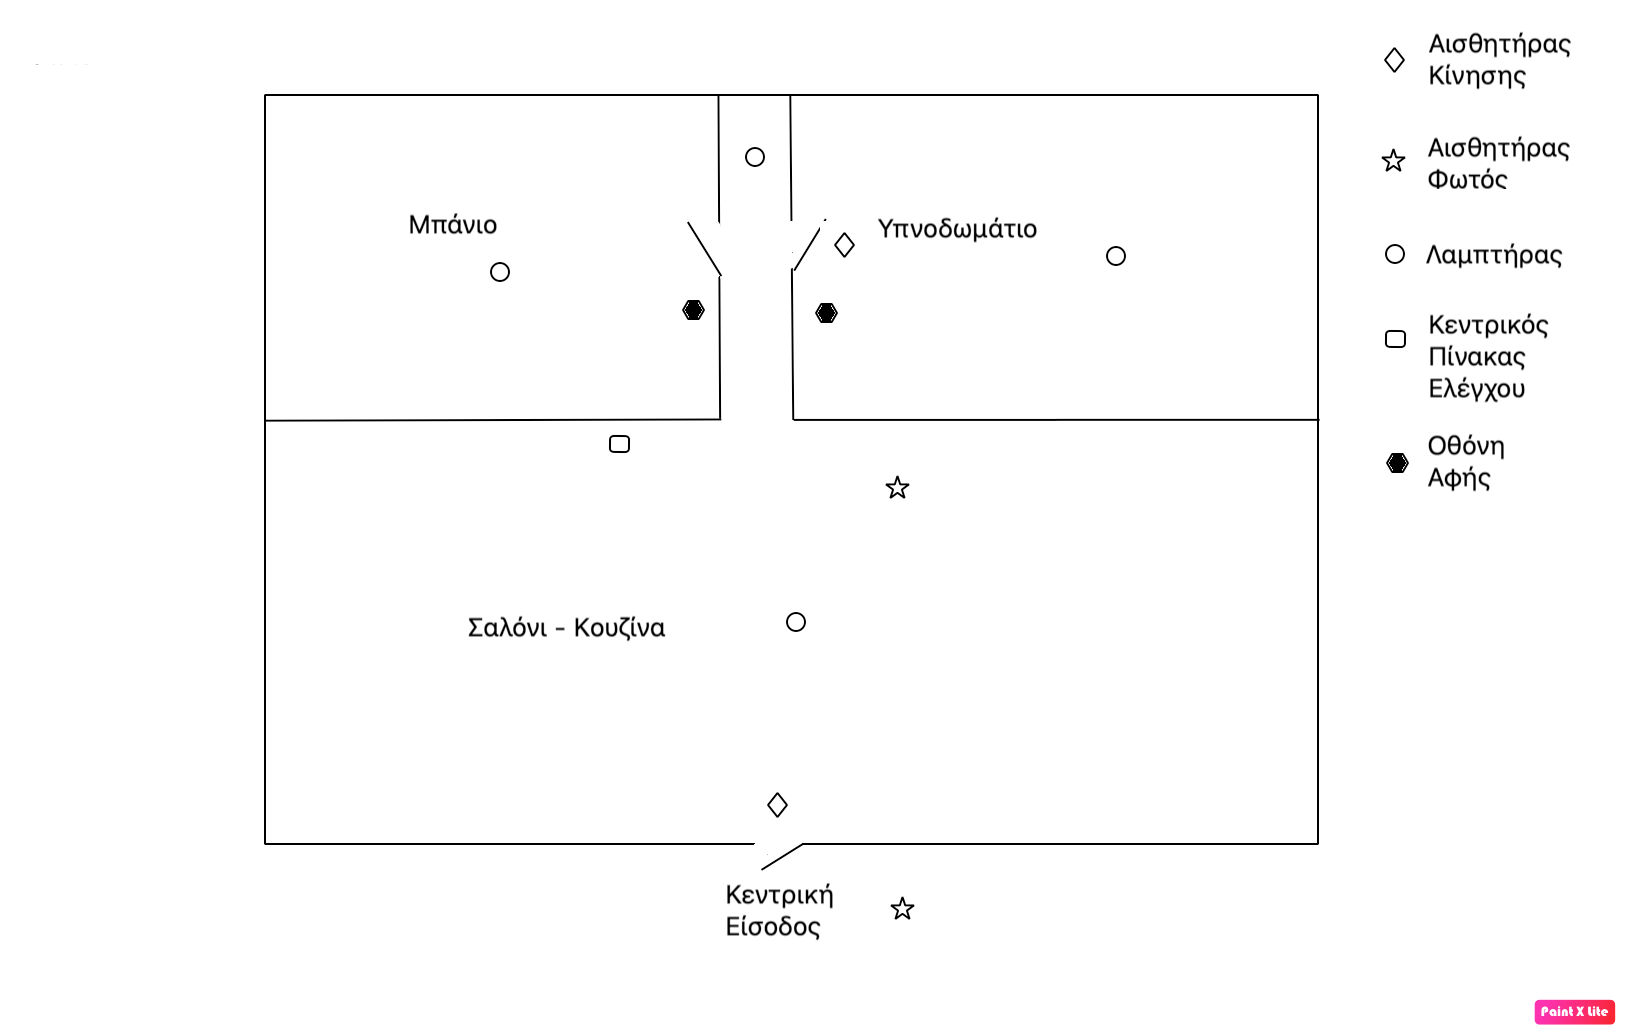 Αισθητήρας
Κίνησης
Αισθητήρας
Φωτός
Μπάνιο
Υπνοδωμάτιο
Λαμπτήρας
Κεντρικός
Πίνακας
Ελέγχου
Οθόνη
Αφής
Σαλόνι - Κουζίνα
Κεντρική
Είσοδος
Paint X Lite